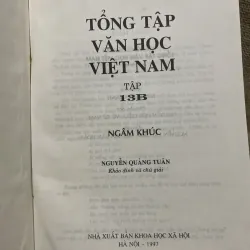 TỔNG TẬP
VĂN HỌC
VIỆT NAM
TẬP
13B
NGÂM KHÚC
NGUYỄN QUẢNG TUÂN
Khảo đính và chú giải
NHÀ XUẤT BẢN KHOA HỌC XÃ HỘI
HÀ NỘI - 1997